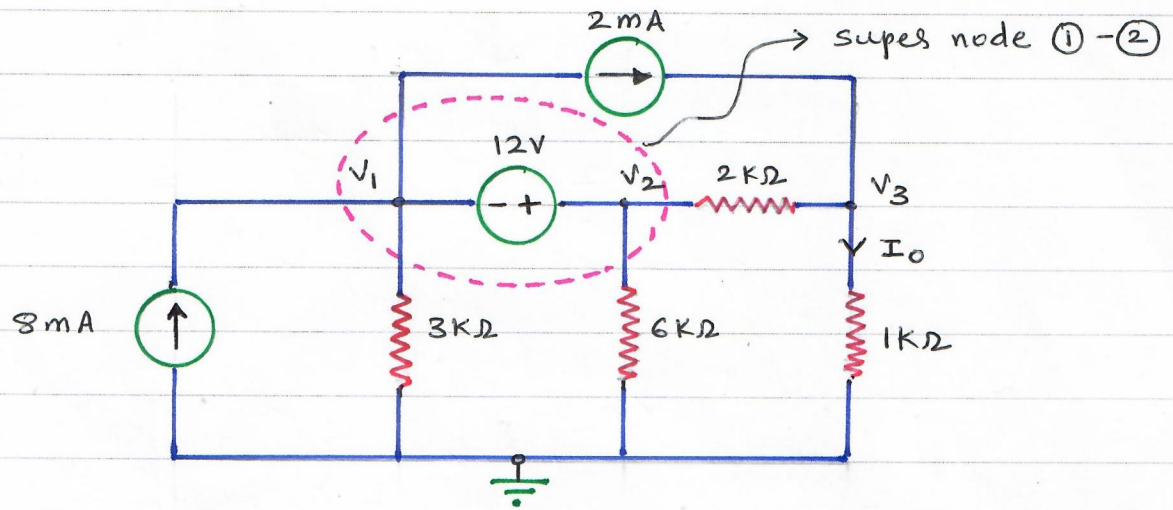 2mA
supes node ① - ②
12V
V1
V2
2KΩ
V3
I0
8mA
3KΩ
6KΩ
1KΩ
- +